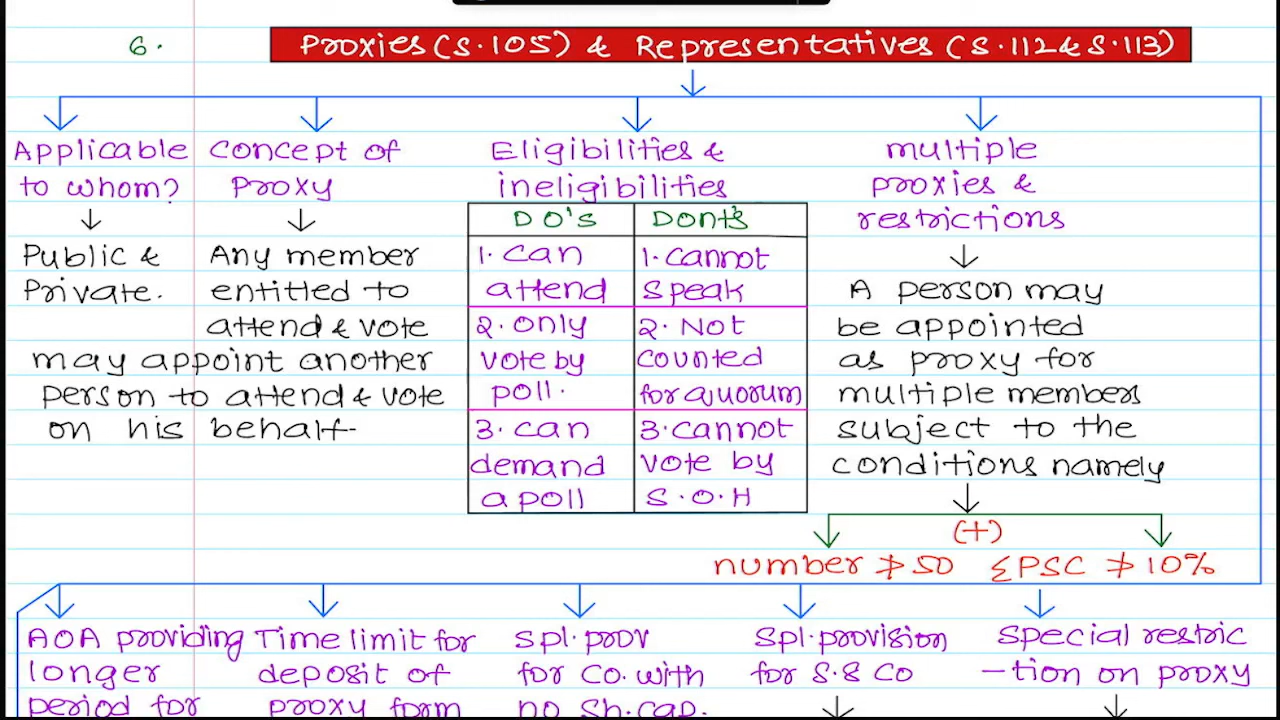 6.
Proxies (S.105) & Representatives (S.112 & S.113)
Applicable
to whom?
Public &
Private.
Concept of
Proxy
Any member
entitled to
attend & vote
may appoint another
person to attend & vote
on his behalf.
Eligibilities &
ineligibilities
DO's
Dont's
1. Can
attend
1. Cannot
speak
2. Only
vote by
poll.
2. Not
counted
for quorum
3. Can
demand
a poll
3. Cannot
vote by
S.O.H
multiple
proxies &
restrictions
A person may
be appointed
as proxy for
multiple members
subject to the
conditions namely
(+)
number ≯ 50
ΣPSC ≯ 10%
AOA providing
longer
period for
Time limit for
deposit of
proxy form
Spl. prov
for Co. with
no Sh. cap.
Spl. provision
for S.8 Co
Special restric
-tion on proxy